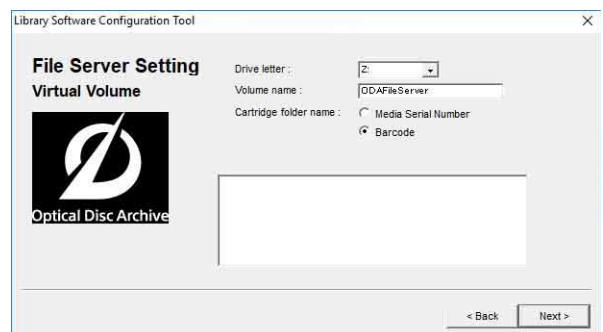 Library Software Configuration Tool
File Server Setting
Virtual Volume
Optical Disc Archive
Drive letter :
Z:
Volume name :
ODAFileServer
Cartridge folder name :
Media Serial Number
Barcode
< Back
Next >